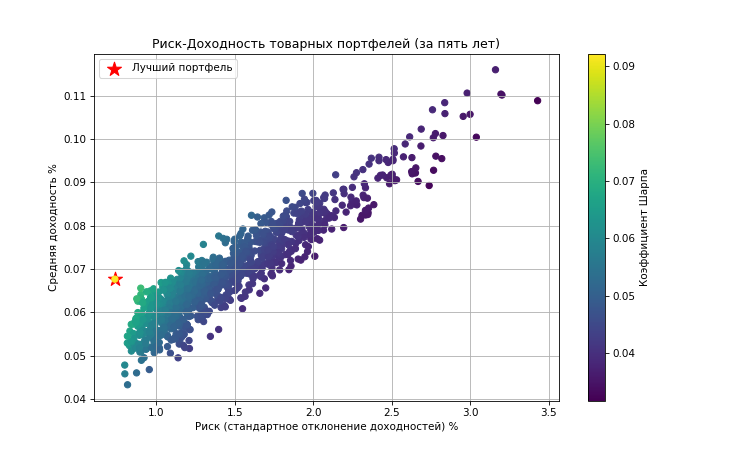 Риск-Доходность товарных портфелей (за пять лет)
Лучший портфель
Средняя доходность %
0.11
0.10
0.09
0.08
0.07
0.06
0.05
0.04
1.0 1.5 2.0 2.5 3.0 3.5
Риск (стандартное отклонение доходностей) %
0.09
0.08
0.07
0.06
0.05
0.04
Коэффициент Шарпа